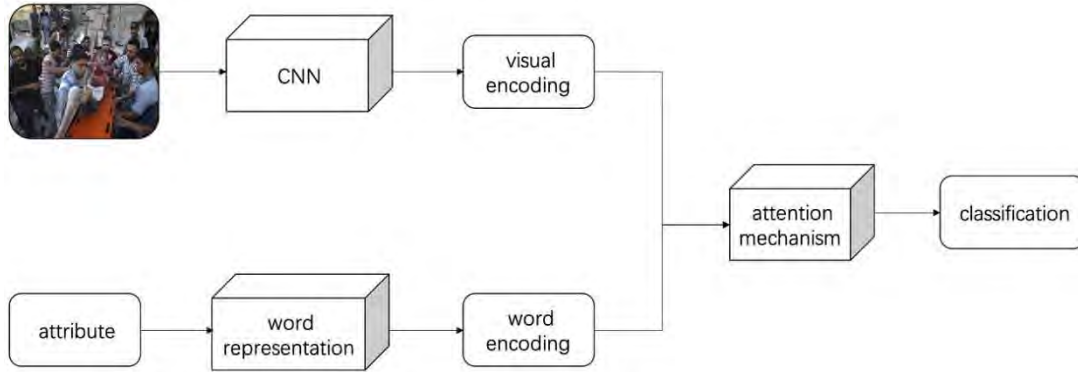 CNN
visual
encoding
attention
mechanism
classification
attribute
word
representation
word
encoding